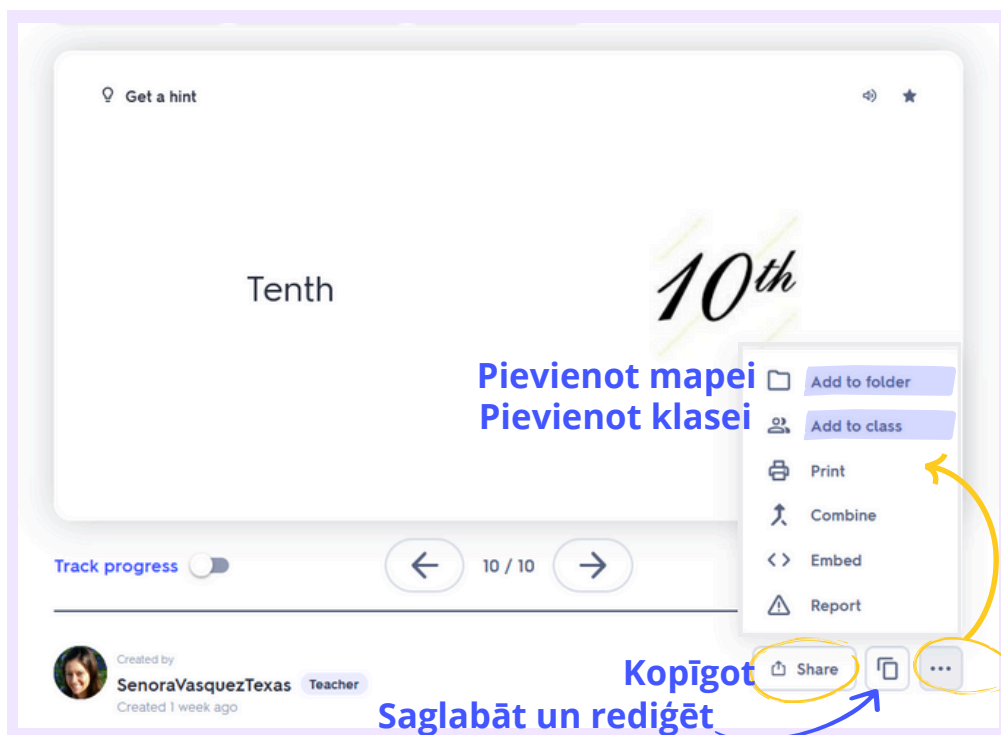 Get a hint
Tenth
10th
Pievienot mapei
Add to folder
Pievienot klasei
Add to class
Print
Combine
Embed
Report
Track progress
10 / 10
Created by
SenoraVasquezTexas Teacher
Created 1 week ago
Kopīgot
Share
Saglabāt un rediģēt